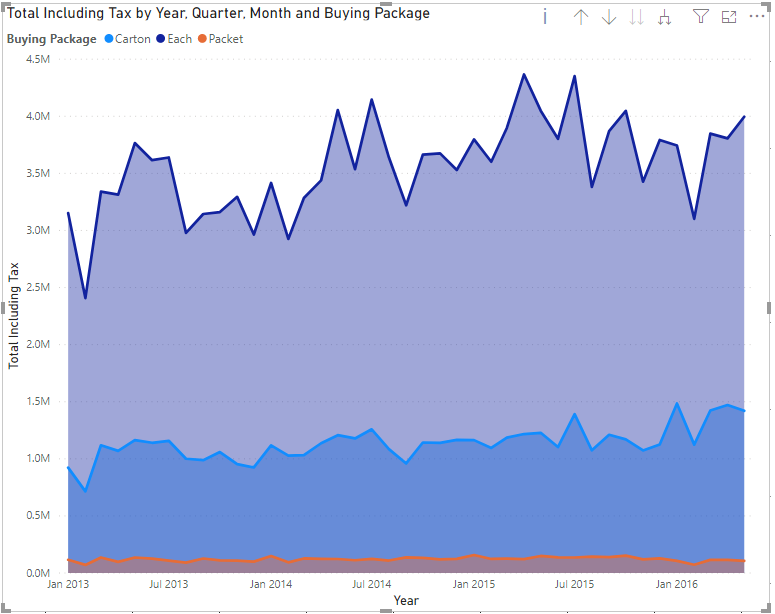 Total Including Tax by Year, Quarter, Month and Buying Package
Buying Package Carton Each Packet
4.5M
4.0M
3.5M
3.0M
2.5M
2.0M
1.5M
1.0M
0.5M
0.0M
Total Including Tax
Jan 2013 Jul 2013 Jan 2014 Jul 2014 Jan 2015 Jul 2015 Jan 2016
Year